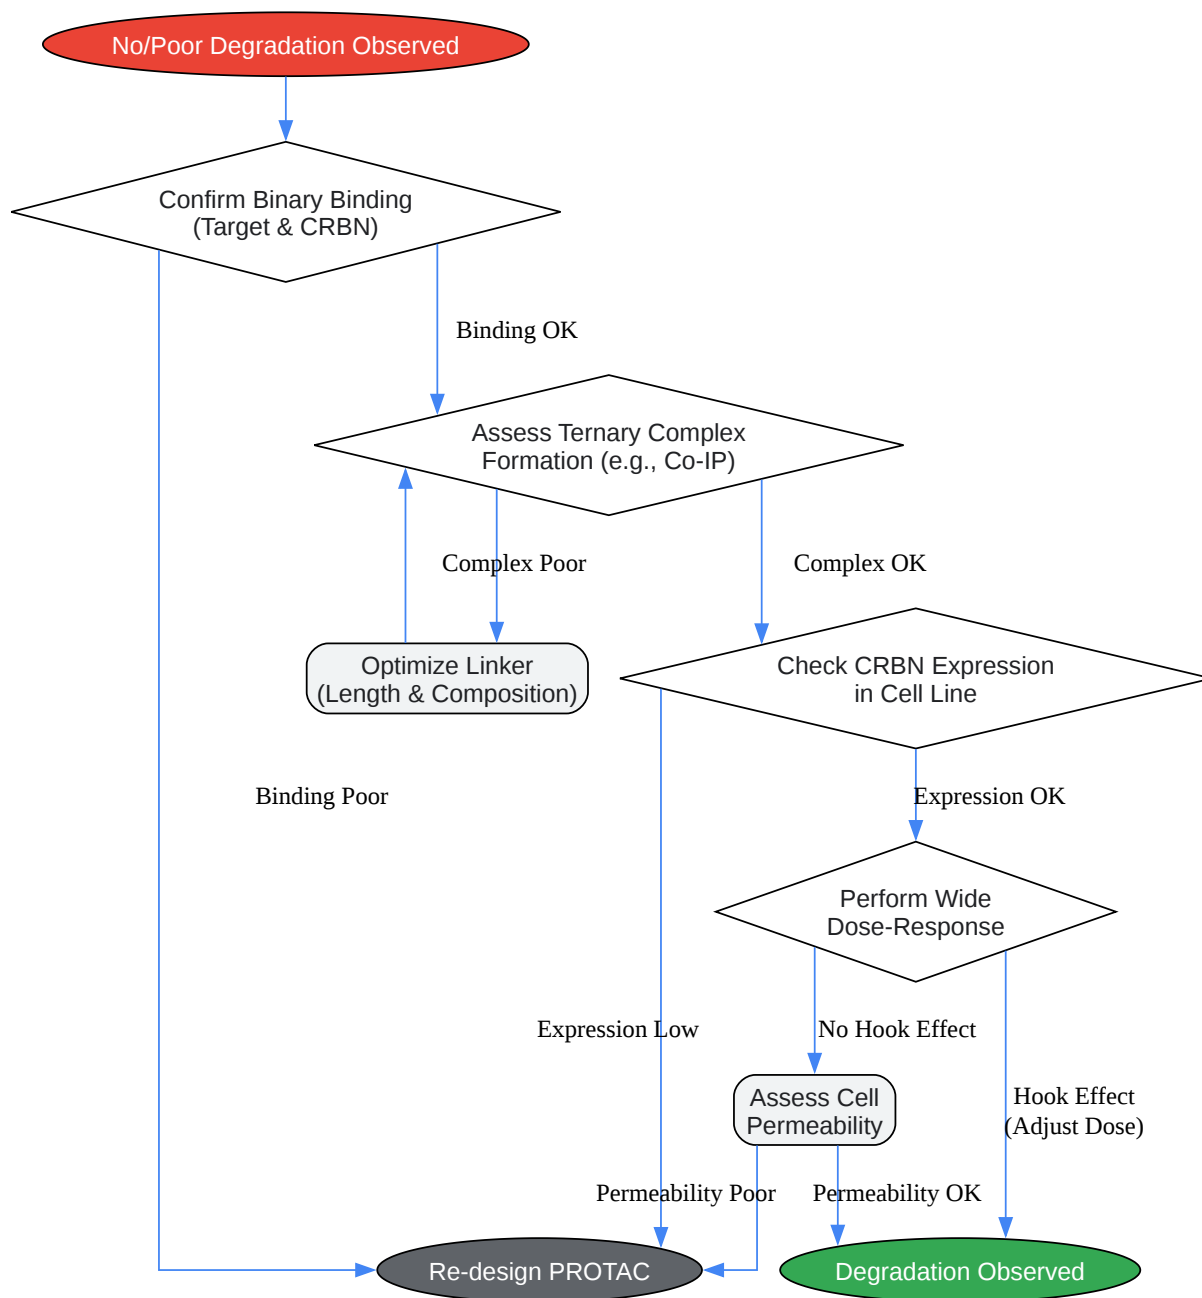 No/Poor Degradation Observed
Confirm Binary Binding
(Target & CRBN)
Binding OK
Assess Ternary Complex
Formation (e.g., Co-IP)
Complex Poor
Complex OK
Optimize Linker
(Length & Composition)
Check CRBN Expression
in Cell Line
Binding Poor
Expression OK
Perform Wide
Dose-Response
Expression Low
No Hook Effect
Assess Cell
Permeability
Hook Effect
(Adjust Dose)
Permeability Poor
Permeability OK
Re-design PROTAC
Degradation Observed